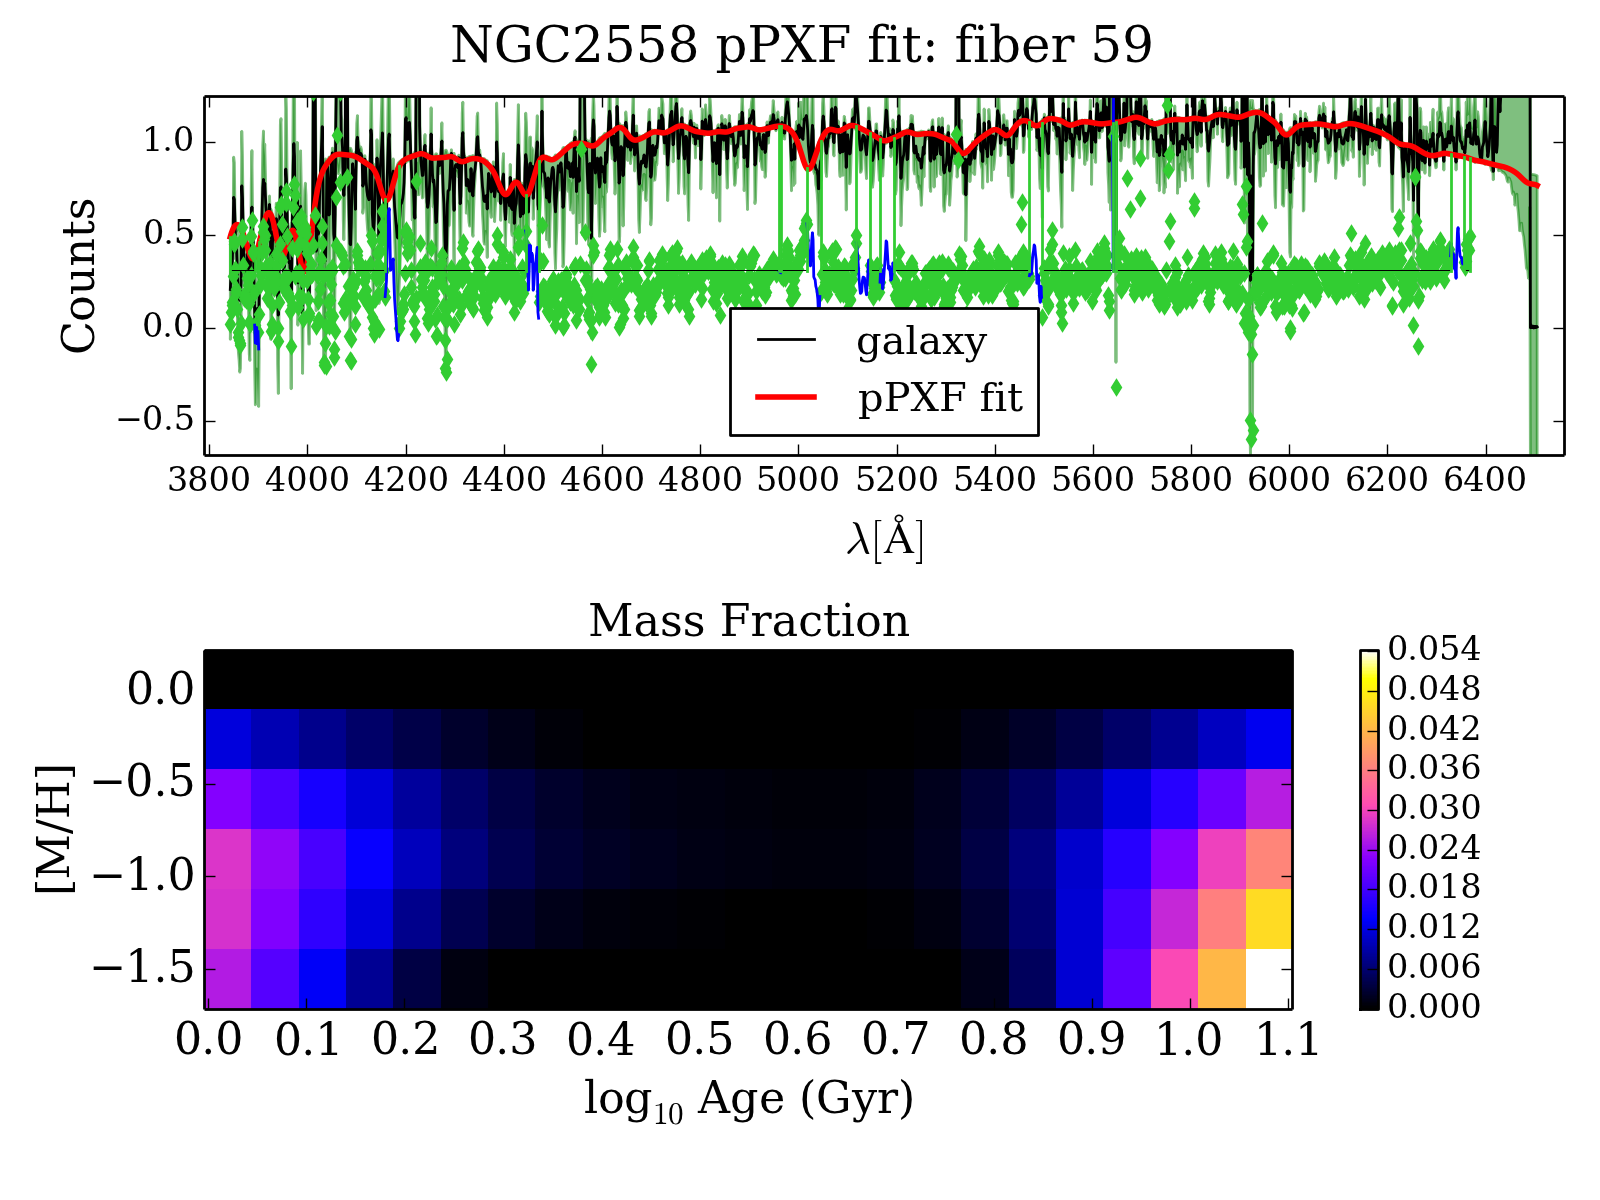 NGC2558 pPXF fit: fiber 59
Counts
1.0
0.5
0.0
−0.5
galaxy
pPXF fit
3800 4000 4200 4400 4600 4800 5000 5200 5400 5600 5800 6000 6200 6400
λ[Å]
Mass Fraction
[M/H]
0.0
−0.5
−1.0
−1.5
0.0 0.1 0.2 0.3 0.4 0.5 0.6 0.7 0.8 0.9 1.0 1.1
log₁₀ Age (Gyr)
0.054
0.048
0.042
0.036
0.030
0.024
0.018
0.012
0.006
0.000